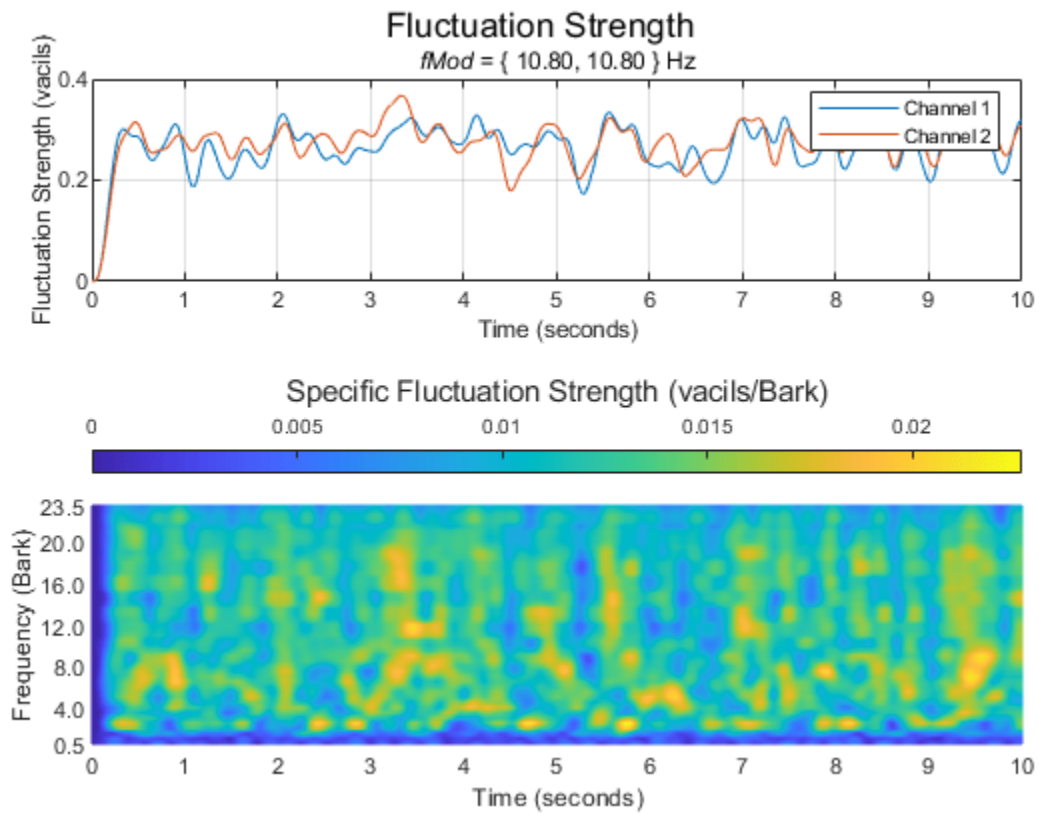 Fluctuation Strength
fMod = { 10.80, 10.80 } Hz
Fluctuation Strength (vacils)
0.4
0.2
0
Channel 1
Channel 2
0 1 2 3 4 5 6 7 8 9 10
Time (seconds)
Specific Fluctuation Strength (vacils/Bark)
0 0.005 0.01 0.015 0.02
Frequency (Bark)
23.5
20.0
16.0
12.0
8.0
4.0
0.5
0 1 2 3 4 5 6 7 8 9 10
Time (seconds)